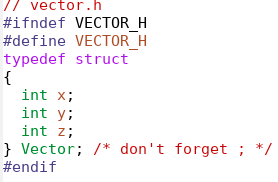 // vector.h
#ifndef VECTOR_H
#define VECTOR_H
typedef struct
{
  int x;
  int y;
  int z;
} Vector; /* don't forget ; */
#endif